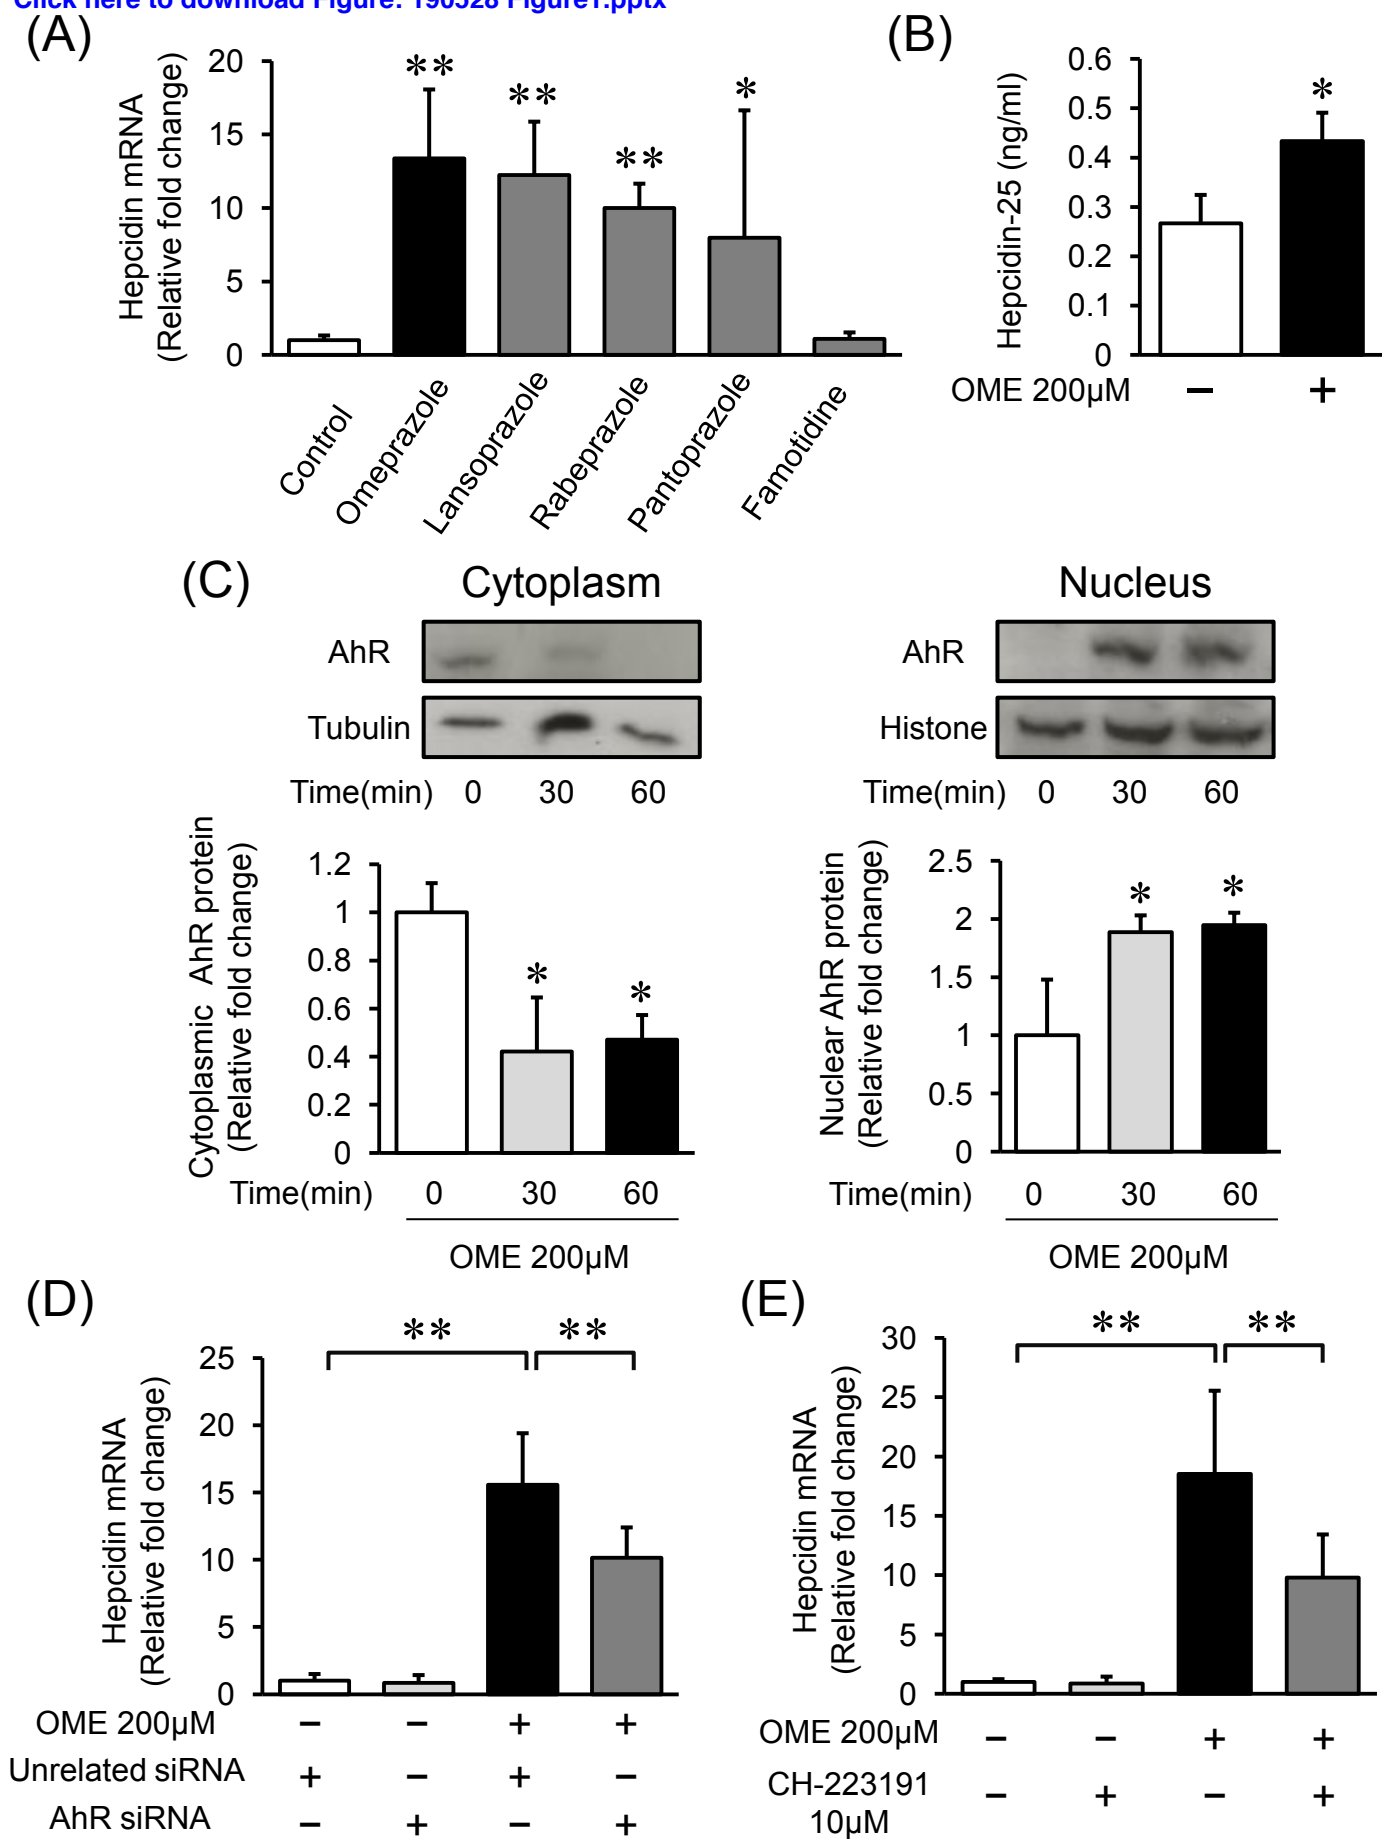 Click here to download Figure: 190528 Figure1.pptx
(A)
Hepcidin mRNA
(Relative fold change)
20
15
10
5
0
**
**
**
*
Control
Omeprazole
Lansoprazole
Rabeprazole
Pantoprazole
Famotidine
(B)
Hepcidin-25 (ng/ml)
0.6
0.5
0.4
0.3
0.2
0.1
0
*
OME 200μM − +
(C)
Cytoplasm
AhR
Tubulin
Time(min) 0 30 60
Cytoplasmic AhR protein
(Relative fold change)
1.2
1
0.8
0.6
0.4
0.2
0
*
*
Time(min) 0 30 60
OME 200μM
Nucleus
AhR
Histone
Time(min) 0 30 60
Nuclear AhR protein
(Relative fold change)
2.5
2
1.5
1
0.5
0
*
*
Time(min) 0 30 60
OME 200μM
(D)
Hepcidin mRNA
(Relative fold change)
25
20
15
10
5
0
** **
OME 200μM − − + +
Unrelated siRNA + − + −
AhR siRNA − + − +
(E)
Hepcidin mRNA
(Relative fold change)
30
25
20
15
10
5
0
** **
OME 200μM − − + +
CH-223191 − + − +
10μM